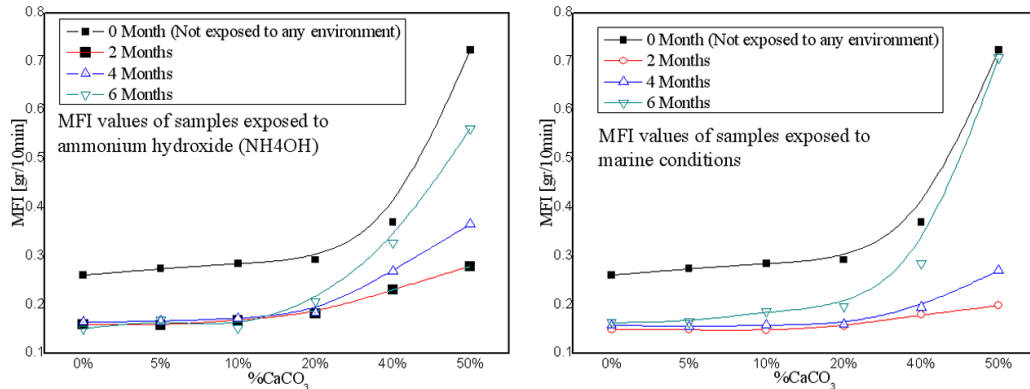 0.8
0.7
0.6
0.5
0.4
0.3
0.2
0.1
MFI [gr/10min]
0 Month (Not exposed to any environment)
2 Months
4 Months
6 Months
MFI values of samples exposed to
ammonium hydroxide (NH4OH)
0% 5% 10% 20% 40% 50%
%CaCO3
0.8
0.7
0.6
0.5
0.4
0.3
0.2
0.1
MFI [gr/10min]
0 Month (Not exposed to any environment)
2 Months
4 Months
6 Months
MFI values of samples exposed to
marine conditions
0% 5% 10% 20% 40% 50%
%CaCO3